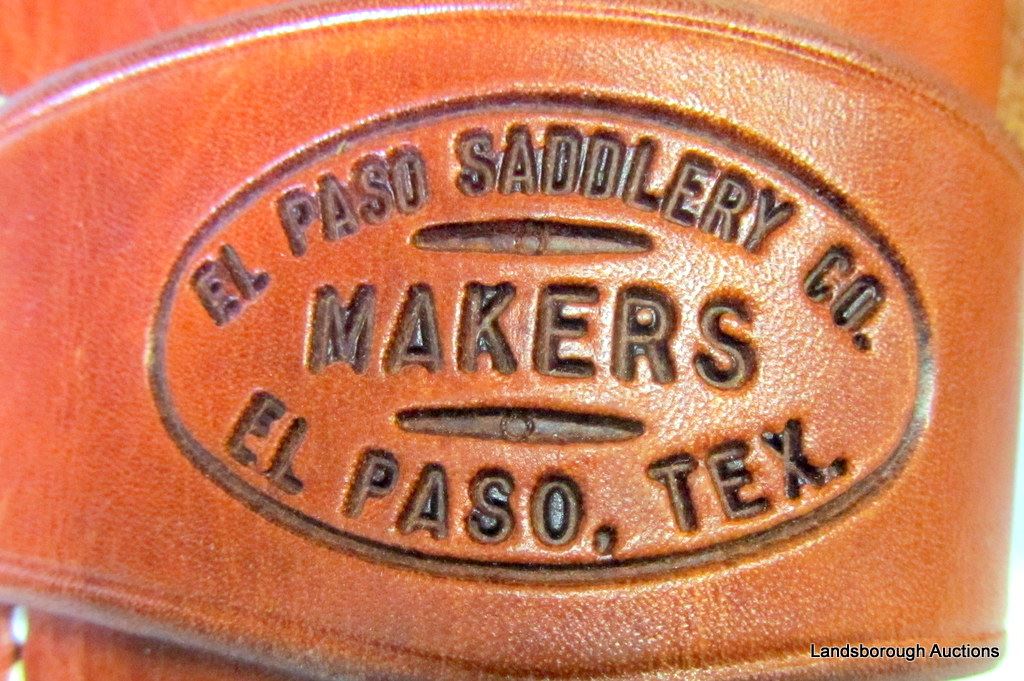 EL PASO SADDLERY CO.
MAKERS
EL PASO, TEX.
Landsborough Auctions